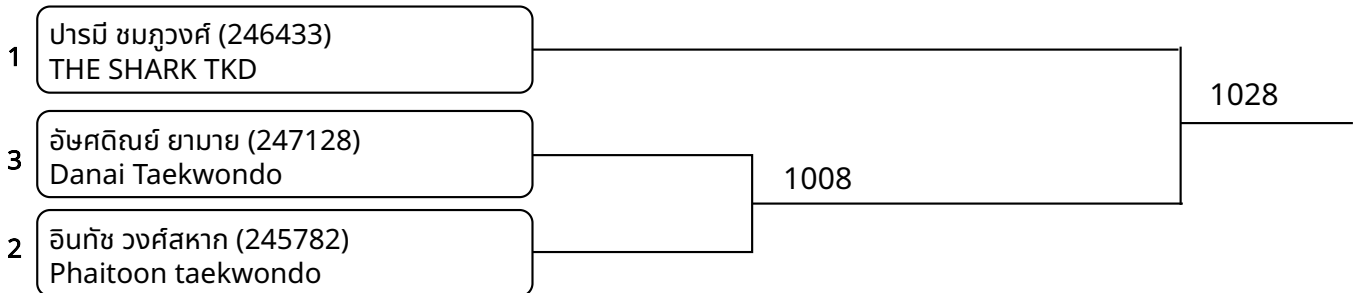 1
ปารมี ชมภูวงศ์ (246433)
THE SHARK TKD
1028
3
อัษศดิณย์ ยามาย (247128)
Danai Taekwondo
1008
2
อินทัช วงศ์สหาก (245782)
Phaitoon taekwondo